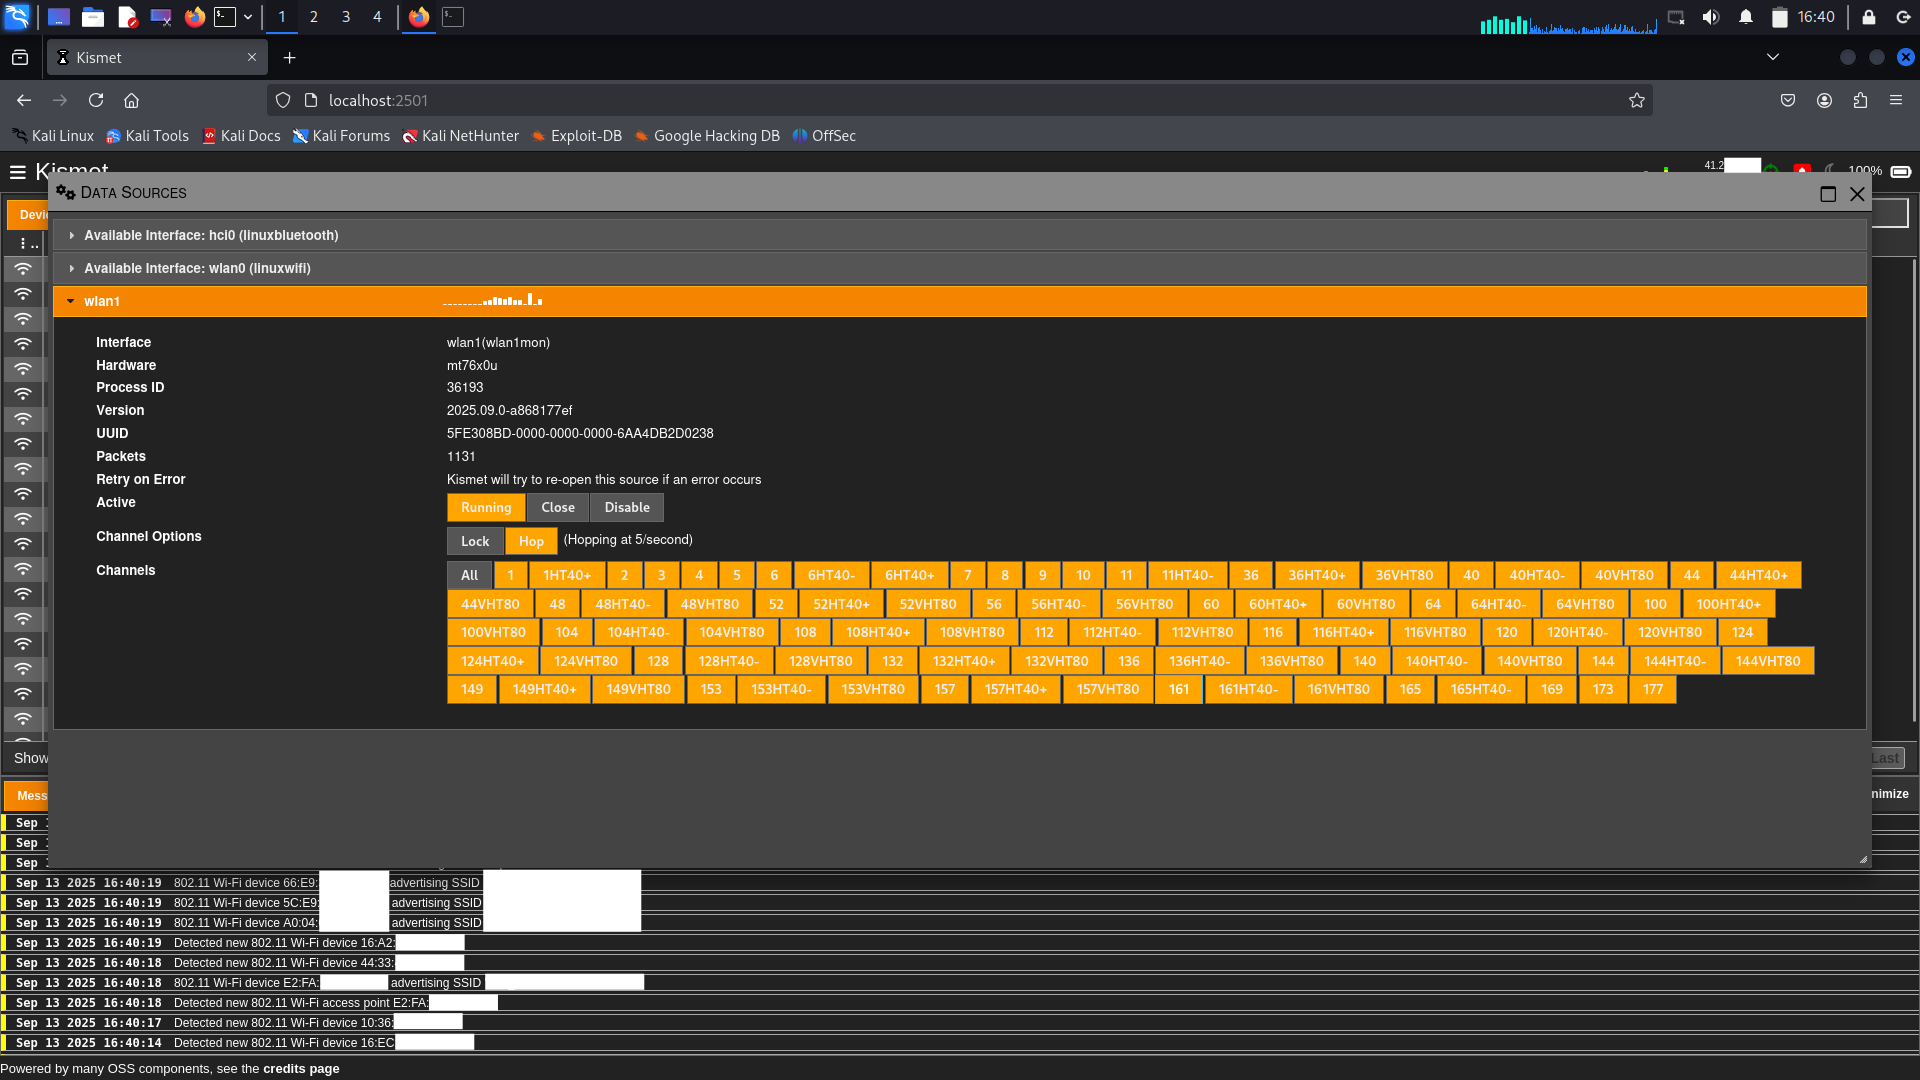 1 2 3 4 16:40
Kismet
localhost:2501
Kali Linux Kali Tools Kali Docs Kali Forums Kali NetHunter Exploit-DB Google Hacking DB OffSec
Kismet 41.2 100%
DATA SOURCES
Devi
Available Interface: hci0 (linuxbluetooth)
Available Interface: wlan0 (linuxwifi)
wlan1
Interface wlan1(wlan1mon)
Hardware mt76x0u
Process ID 36193
Version 2025.09.0-a868177ef
UUID 5FE308BD-0000-0000-0000-6AA4DB2D0238
Packets 1131
Retry on Error Kismet will try to re-open this source if an error occurs
Active Running Close Disable
Channel Options Lock Hop (Hopping at 5/second)
Channels All 1 1HT40+ 2 3 4 5 6 6HT40- 6HT40+ 7 8 9 10 11 11HT40- 36 36HT40+ 36VHT80 40 40HT40- 40VHT80 44 44HT40+
44VHT80 48 48HT40- 48VHT80 52 52HT40+ 52VHT80 56 56HT40- 56VHT80 60 60HT40+ 60VHT80 64 64HT40- 64VHT80 100 100HT40+
100VHT80 104 104HT40- 104VHT80 108 108HT40+ 108VHT80 112 112HT40- 112VHT80 116 116HT40+ 116VHT80 120 120HT40- 120VHT80 124
124HT40+ 124VHT80 128 128HT40- 128VHT80 132 132HT40+ 132VHT80 136 136HT40- 136VHT80 140 140HT40- 140VHT80 144 144HT40- 144VHT80
149 149HT40+ 149VHT80 153 153HT40- 153VHT80 157 157HT40+ 157VHT80 161 161HT40- 161VHT80 165 165HT40- 169 173 177
Show Last
Mess nimize
Sep
Sep
Sep
Sep 13 2025 16:40:19 802.11 Wi-Fi device 66:E9: advertising SSID
Sep 13 2025 16:40:19 802.11 Wi-Fi device 5C:E9: advertising SSID
Sep 13 2025 16:40:19 802.11 Wi-Fi device A0:04: advertising SSID
Sep 13 2025 16:40:19 Detected new 802.11 Wi-Fi device 16:A2:
Sep 13 2025 16:40:18 Detected new 802.11 Wi-Fi device 44:33:
Sep 13 2025 16:40:18 802.11 Wi-Fi device E2:FA: advertising SSID
Sep 13 2025 16:40:18 Detected new 802.11 Wi-Fi access point E2:FA:
Sep 13 2025 16:40:17 Detected new 802.11 Wi-Fi device 10:36:
Sep 13 2025 16:40:14 Detected new 802.11 Wi-Fi device 16:EC
Powered by many OSS components, see the credits page